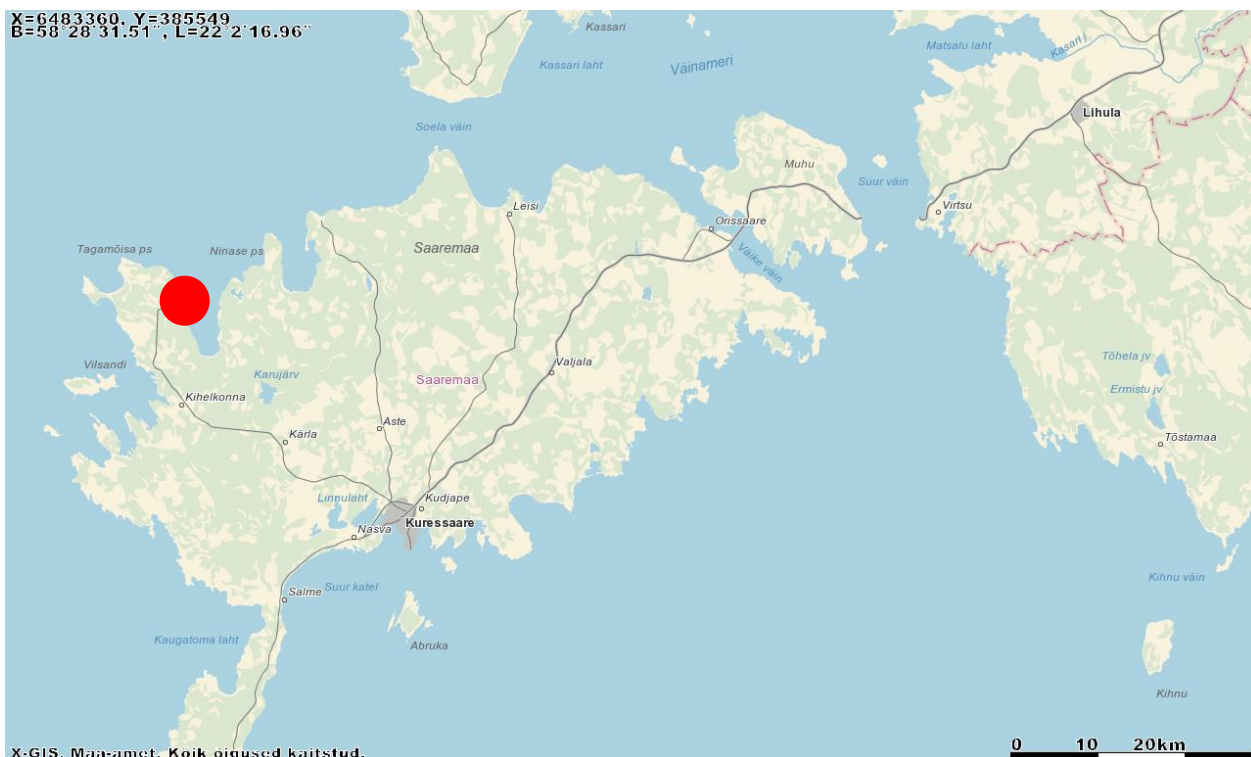 X=6483360, Y=385549
B=58°28'31.51", L=22°2'16.96"
Kassari
Kassari laht
Väinameri
Matsalu laht
Kasari j
Lihula
Soela väin
Muhu
Suur väin
Virtsu
Leisi
Orissaare
Väike väin
Tagamõisa ps
Ninase ps
Saaremaa
Vilsandi
Karujärv
Kihelkonna
Saaremaa
Valjala
Tõhela jv
Ermistu jv
Aste
Kärla
Tõstamaa
Linnulaht
Kudjape
Kuressaare
Nasva
Suur katel
Salme
Kihnu väin
Kaugatoma laht
Abruka
Kihnu
X-GIS. Maa-amet. Kõik õigused kaitstud.
0 10 20km